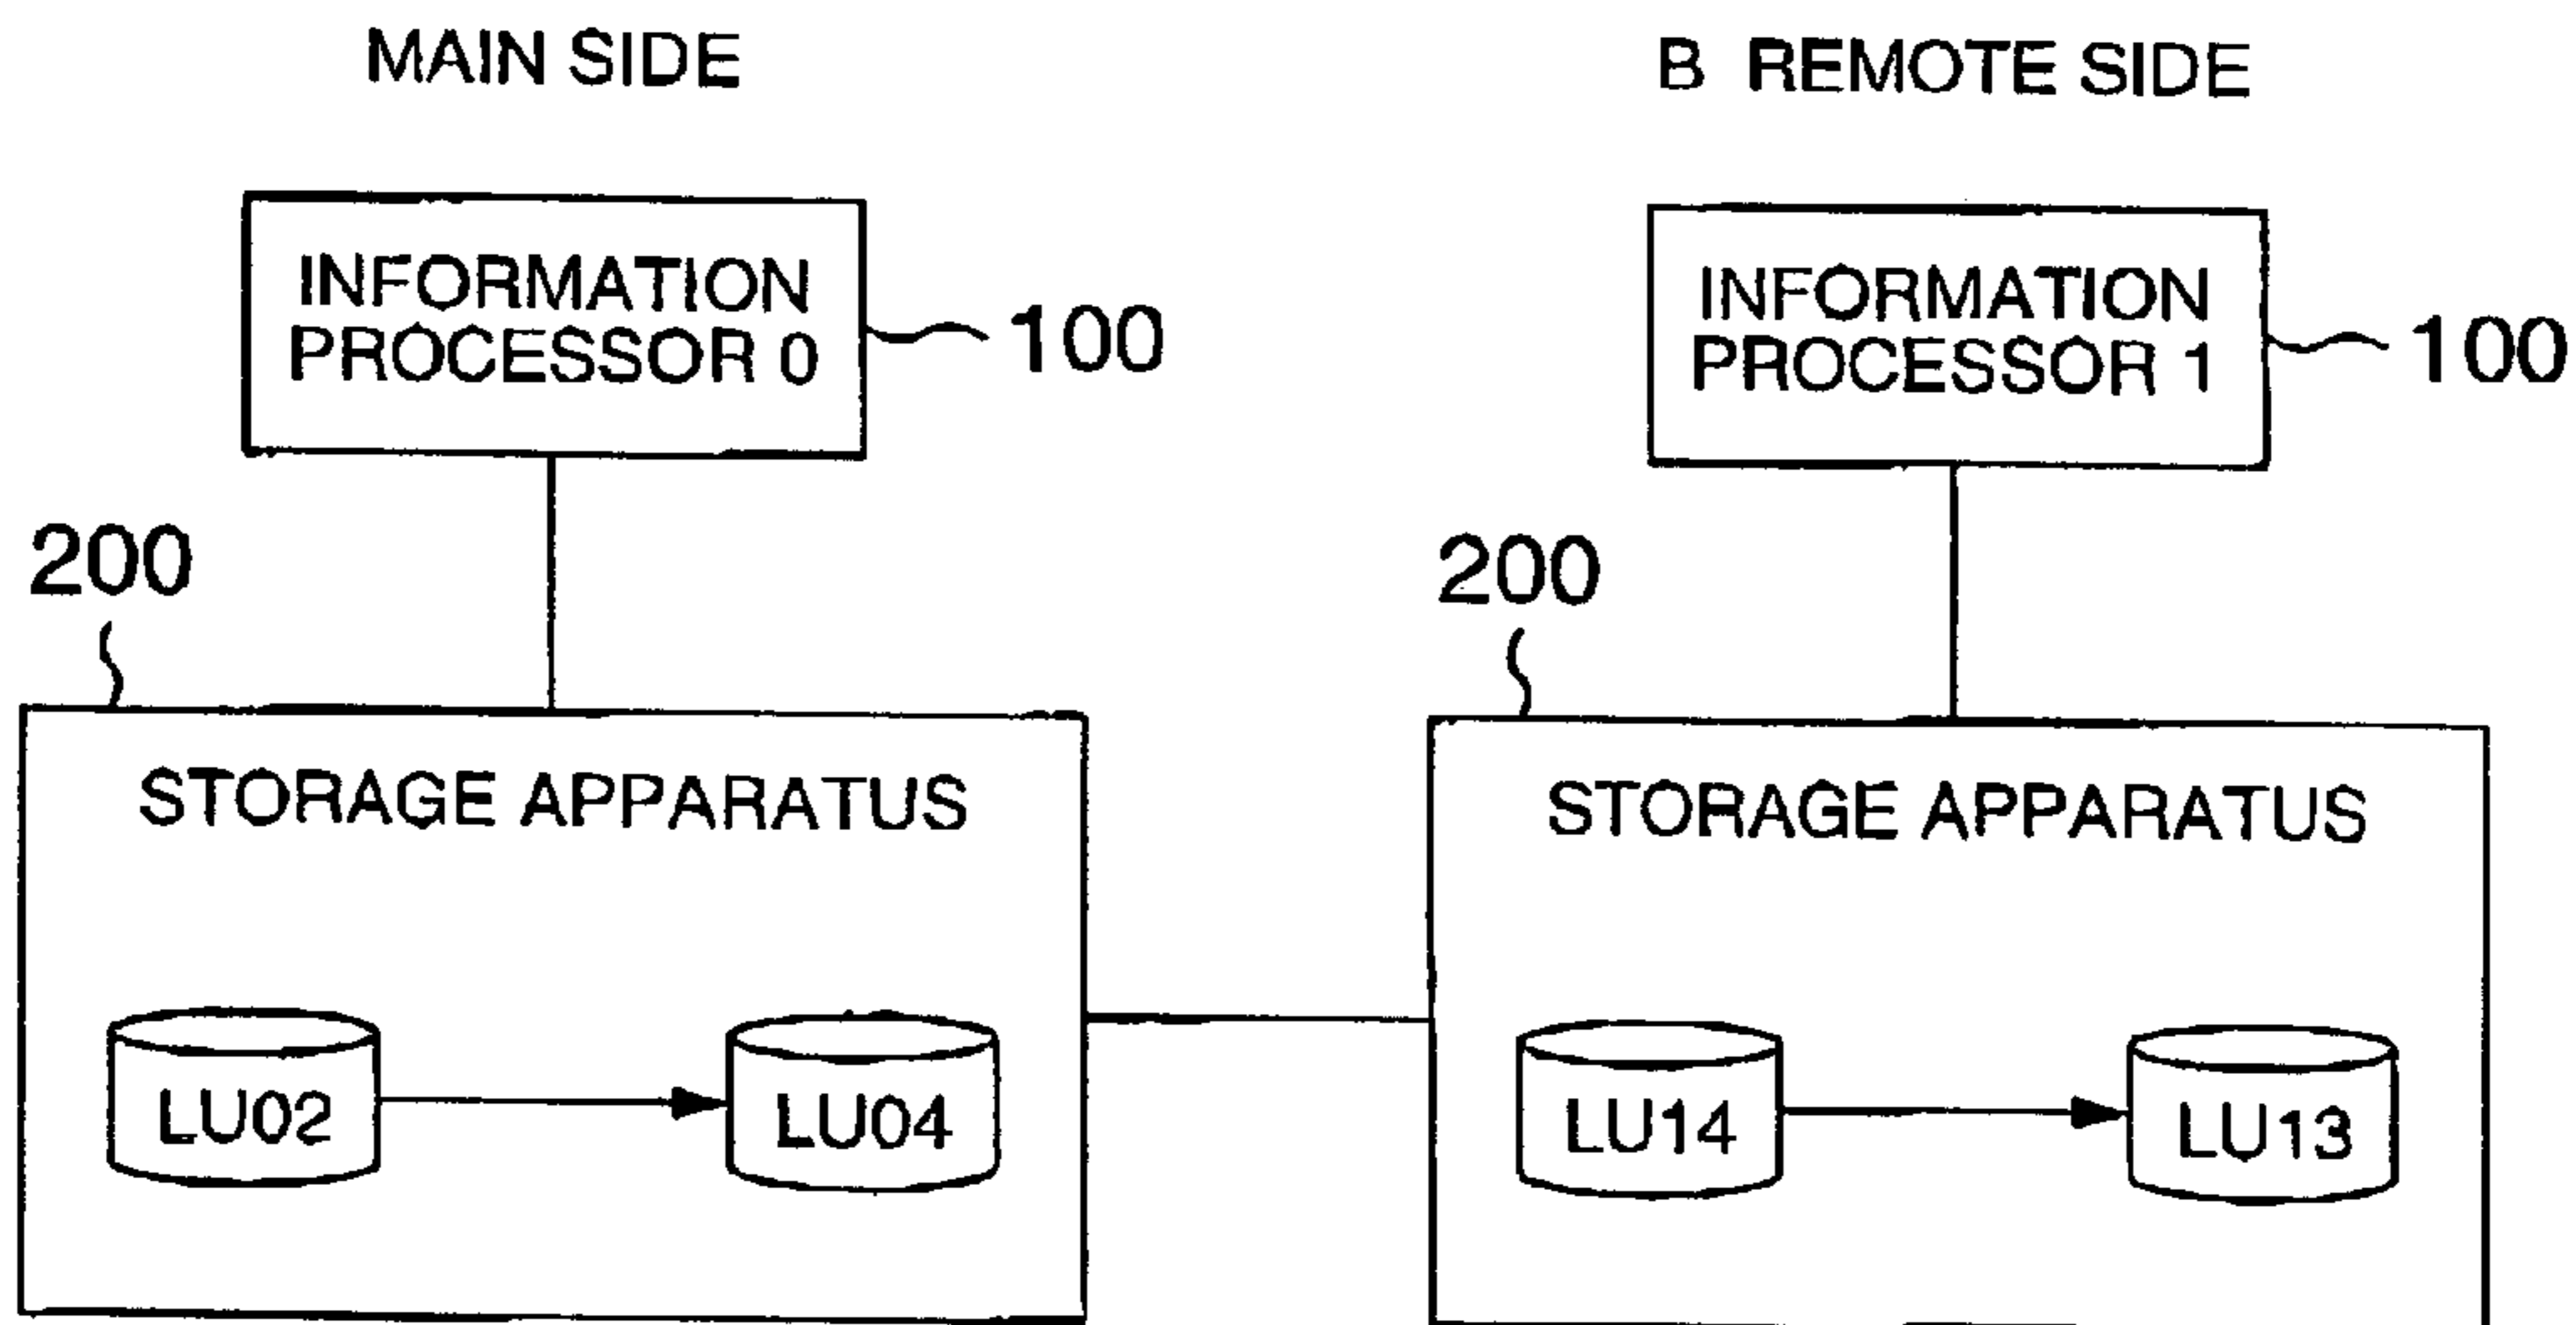 MAIN SIDE
B REMOTE SIDE
INFORMATION
PROCESSOR 0
100
INFORMATION
PROCESSOR 1
100
200
200
STORAGE APPARATUS
STORAGE APPARATUS
LU02
LU04
LU14
LU13